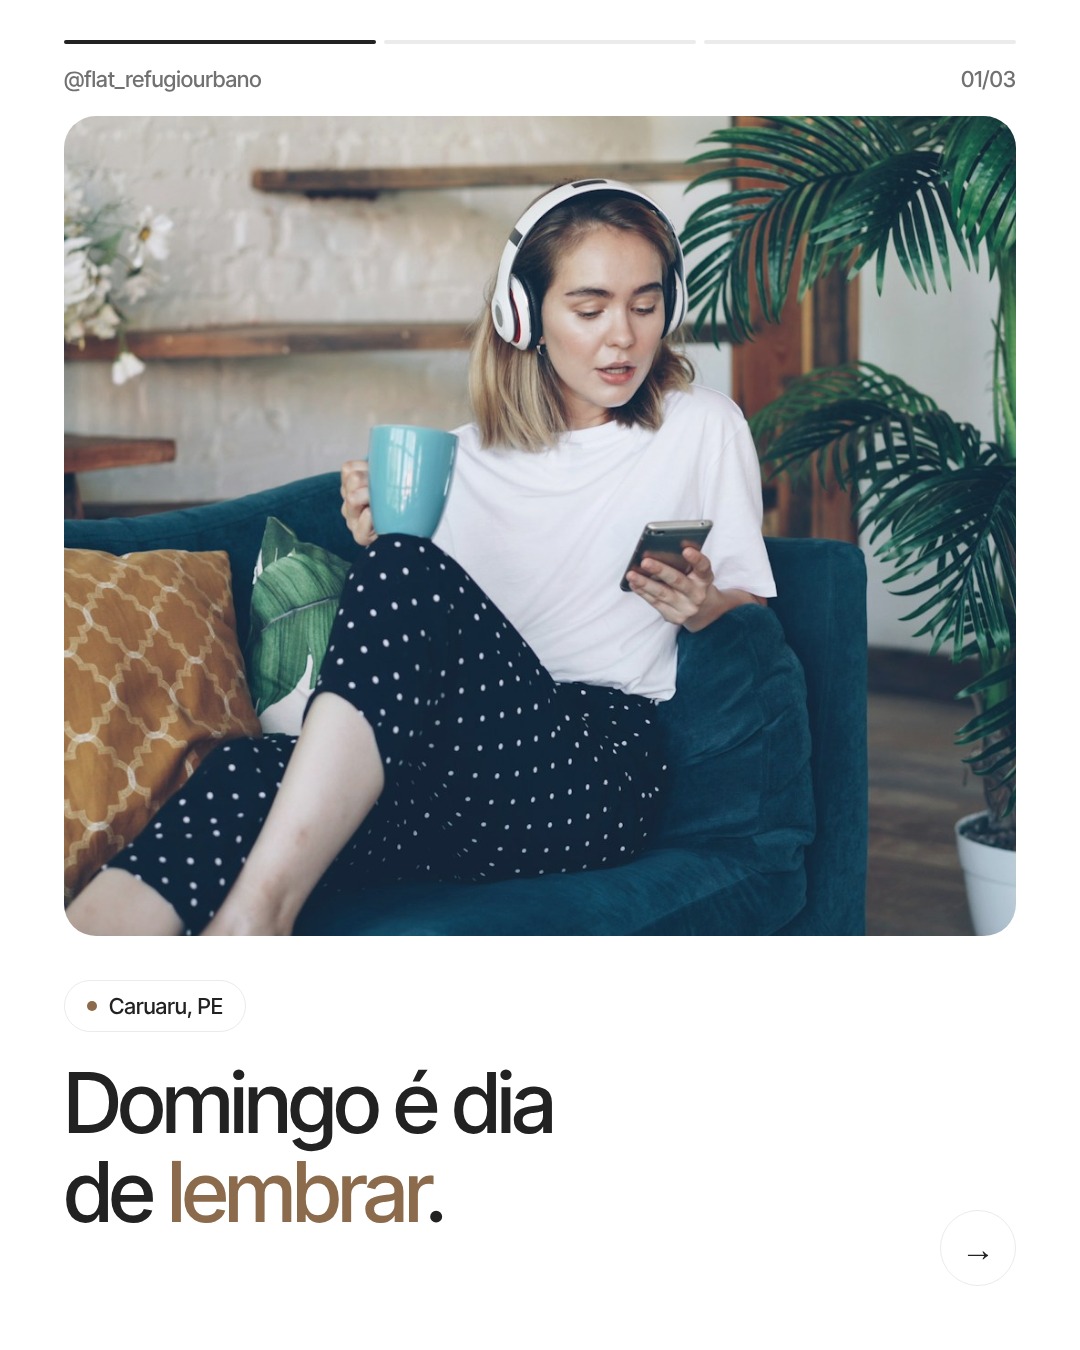 @flat_refugiourbano
01/03
Caruaru, PE
Domingo é dia
de lembrar.
→